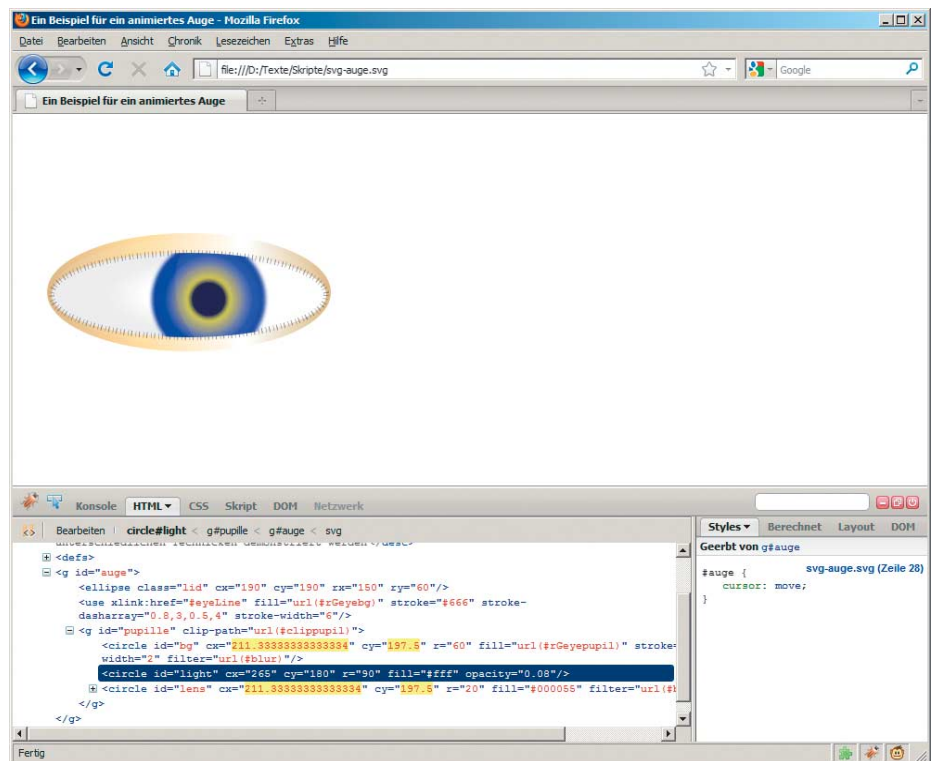 Ein Beispiel für ein animiertes Auge - Mozilla Firefox
Datei Bearbeiten Ansicht Chronik Lesezeichen Extras Hilfe
file:///D:/Texte/Skripte/svg-auge.svg
Google
Ein Beispiel für ein animiertes Auge
Konsole HTML CSS Skript DOM Netzwerk
Bearbeiten circle#light < g#pupille < g#auge < svg
<defs>
<g id="auge">
<ellipse class="lid" cx="190" cy="190" rx="150" ry="60"/>
<use xlink:href="#eyeLine" fill="url(#rGeyebg)" stroke="#666" stroke-
dasharray="0.8,3,0.5,4" stroke-width="6"/>
<g id="pupille" clip-path="url(#clippupil)">
<circle id="bg" cx="211.33333333333334" cy="197.5" r="60" fill="url(#rGeyepupil)" stroke
width="2" filter="url(#blur)"/>
<circle id="light" cx="265" cy="180" r="90" fill="#fff" opacity="0.08"/>
<circle id="lens" cx="211.33333333333334" cy="197.5" r="20" fill="#000055" filter="url(#
</g>
</g>
Styles Berechnet Layout DOM
Geerbt von g#auge
#auge { svg-auge.svg (Zeile 28)
cursor: move;
}
Fertig